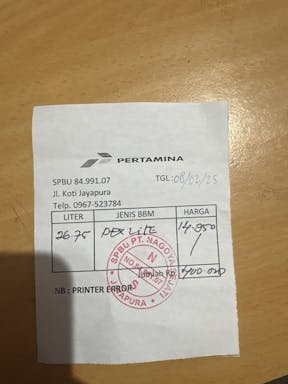 PERTAMINA
SPBU 84.991.07
TGL : 08/02/25
Jl. Koti Jayapura
Telp. 0967-523784
LITER JENIS BBM HARGA
26.75 DEX LITE 14.950
SPBU PT. NAGOYA
JAYAPURA
Jumlah Rp. 400.000
NB : PRINTER ERROR